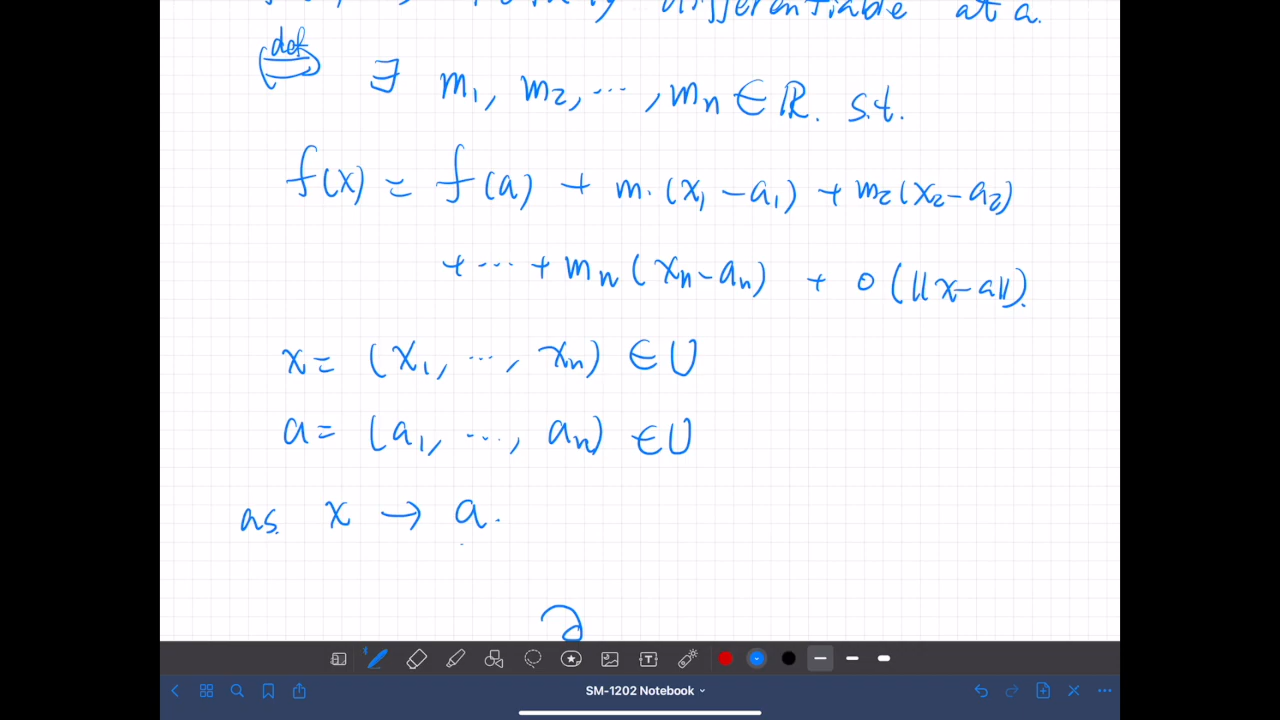 differentiable at a.
def
⟺ ∃ m1, m2, ..., mn ∈ ℝ. s.t.
f(x) = f(a) + m1(x1 - a1) + m2(x2 - a2)
+ ... + mn(xn - an) + o(||x - a||).
x = (x1, ..., xn) ∈ U
a = (a1, ..., an) ∈ U
as x → a.
∂
SM-1202 Notebook